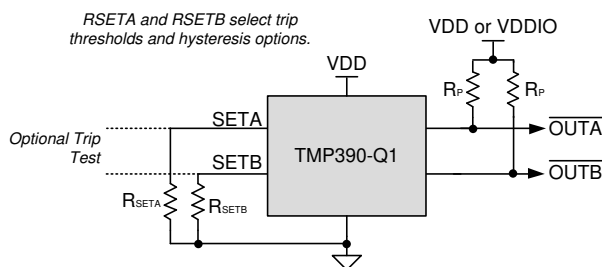 RSETA and RSETB select trip
thresholds and hysteresis options.
VDD or VDDIO
VDD
RP
RP
SETA
OUTA
Optional Trip
Test
SETB
TMP390-Q1
OUTB
RSETA
RSETB